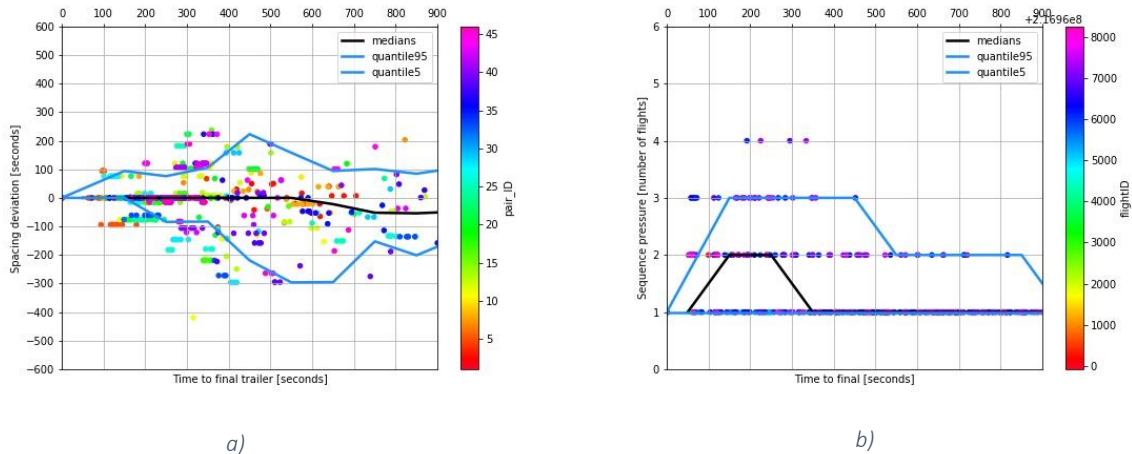 0 100 200 300 400 500 600 700 800 900
600
500
400
300
200
100
0
−100
−200
−300
−400
−500
−600
Spacing deviation [seconds]
medians
quantile95
quantile5
Time to final trailer [seconds]
45
40
35
30
25
20
15
10
5
pair_ID
a)
0 100 200 300 400 500 600 700 800 900
+2.1696e8
6
5
4
3
2
1
0
Sequence pressure [number of flights]
medians
quantile95
quantile5
Time to final [seconds]
8000
7000
6000
5000
4000
3000
2000
1000
0
flightID
b)